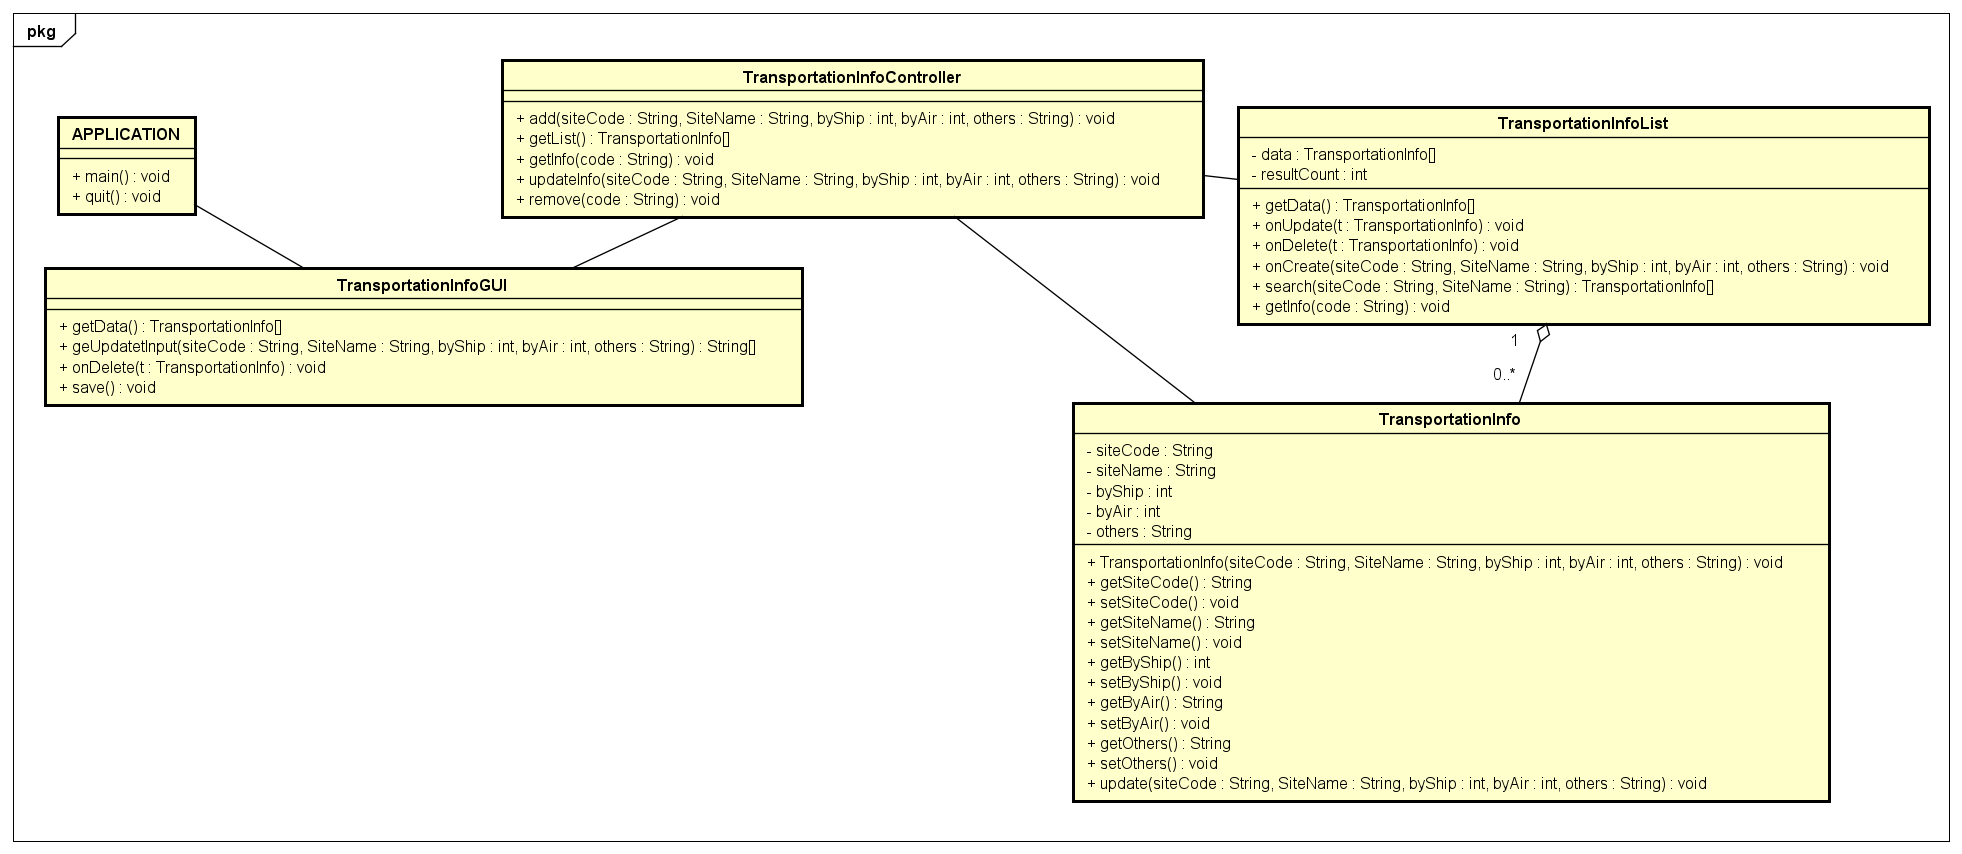 pkg
TransportationInfoController
+ add(siteCode : String, SiteName : String, byShip : int, byAir : int, others : String) : void
+ getList() : TransportationInfo[]
+ getInfo(code : String) : void
+ updateInfo(siteCode : String, SiteName : String, byShip : int, byAir : int, others : String) : void
+ remove(code : String) : void
APPLICATION
+ main() : void
+ quit() : void
TransportationInfoList
- data : TransportationInfo[]
- resultCount : int
+ getData() : TransportationInfo[]
+ onUpdate(t : TransportationInfo) : void
+ onDelete(t : TransportationInfo) : void
+ onCreate(siteCode : String, SiteName : String, byShip : int, byAir : int, others : String) : void
+ search(siteCode : String, SiteName : String) : TransportationInfo[]
+ getInfo(code : String) : void
TransportationInfoGUI
+ getData() : TransportationInfo[]
+ geUpdatetInput(siteCode : String, SiteName : String, byShip : int, byAir : int, others : String) : String[]
+ onDelete(t : TransportationInfo) : void
+ save() : void
1
0..*
TransportationInfo
- siteCode : String
- siteName : String
- byShip : int
- byAir : int
- others : String
+ TransportationInfo(siteCode : String, SiteName : String, byShip : int, byAir : int, others : String) : void
+ getSiteCode() : String
+ setSiteCode() : void
+ getSiteName() : String
+ setSiteName() : void
+ getByShip() : int
+ setByShip() : void
+ getByAir() : String
+ setByAir() : void
+ getOthers() : String
+ setOthers() : void
+ update(siteCode : String, SiteName : String, byShip : int, byAir : int, others : String) : void